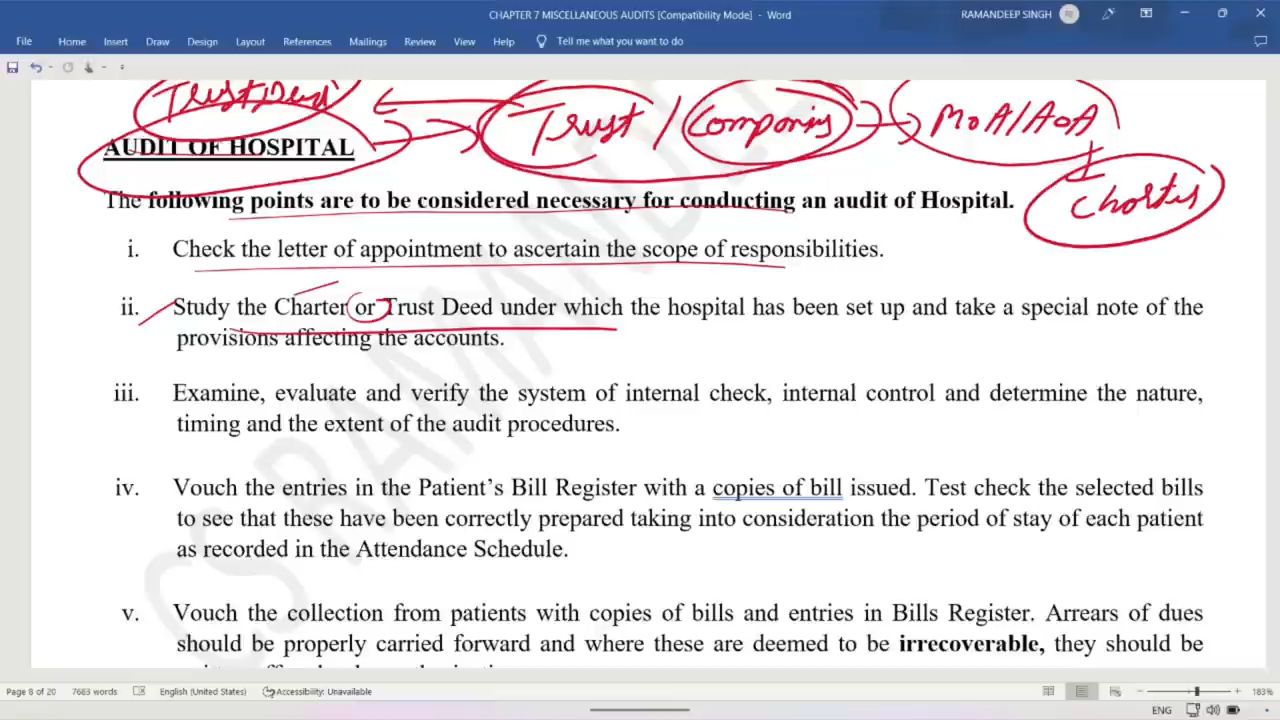 CHAPTER 7 MISCELLANEOUS AUDITS [Compatibility Mode] - Word
RAMANDEEP SINGH
File Home Insert Draw Design Layout References Mailings Review View Help Tell me what you want to do
Trust Deed
Trust / Companies MoA/AoA
AUDIT OF HOSPITAL
Charter
The following points are to be considered necessary for conducting an audit of Hospital.
i. Check the letter of appointment to ascertain the scope of responsibilities.
ii. Study the Charter or Trust Deed under which the hospital has been set up and take a special note of the
provisions affecting the accounts.
iii. Examine, evaluate and verify the system of internal check, internal control and determine the nature,
timing and the extent of the audit procedures.
iv. Vouch the entries in the Patient's Bill Register with a copies of bill issued. Test check the selected bills
to see that these have been correctly prepared taking into consideration the period of stay of each patient
as recorded in the Attendance Schedule.
v. Vouch the collection from patients with copies of bills and entries in Bills Register. Arrears of dues
should be properly carried forward and where these are deemed to be irrecoverable, they should be
CS RAMANDEE
Page 8 of 20 7683 words English (United States) Accessibility: Unavailable 183%
ENG